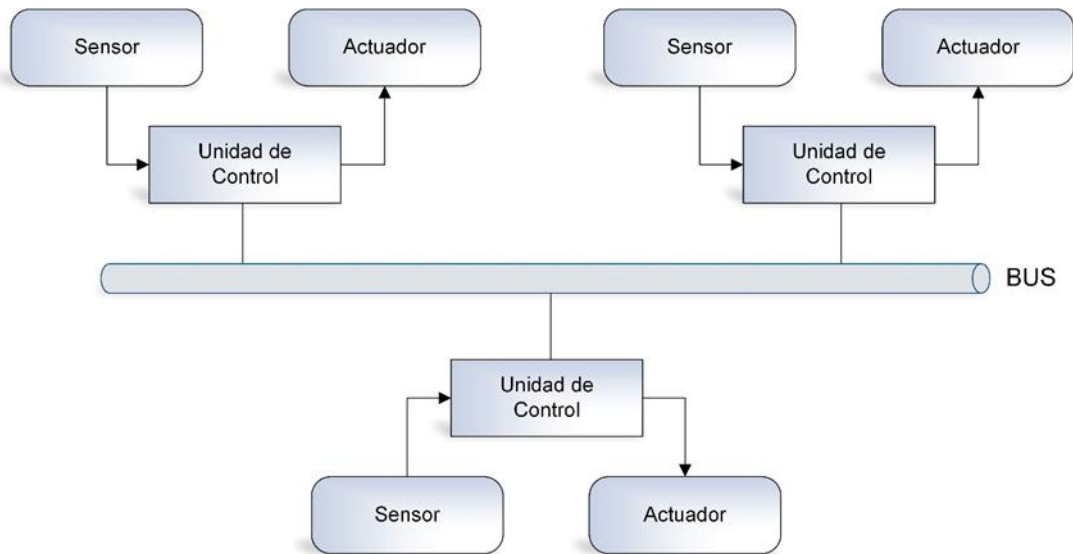 Sensor
Actuador
Sensor
Actuador
Unidad de
Control
Unidad de
Control
BUS
Unidad de
Control
Sensor
Actuador